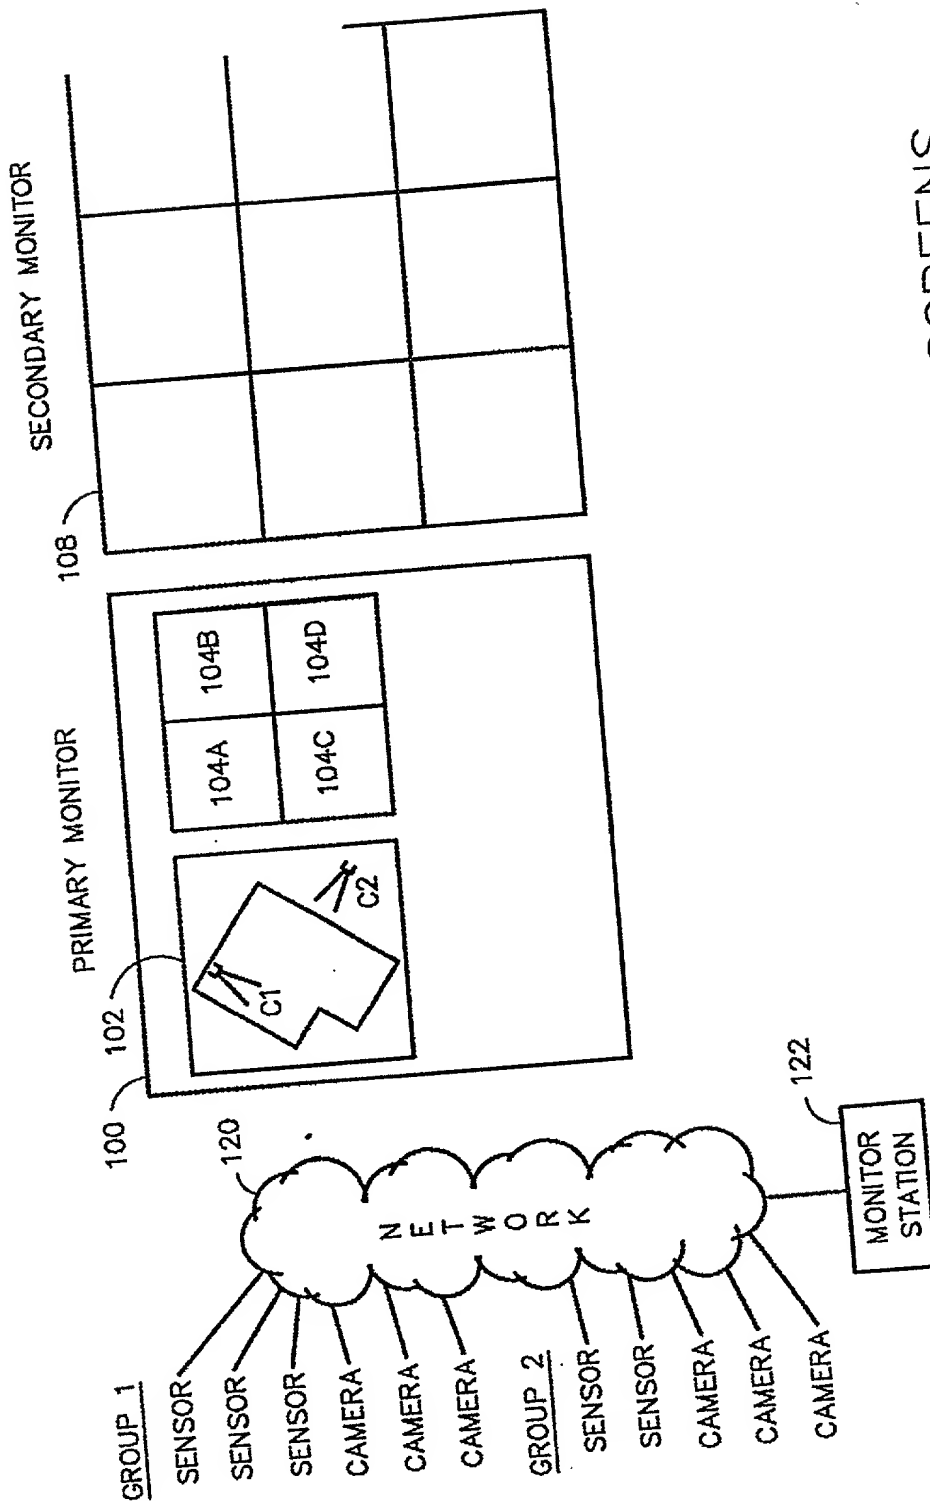 GROUP 1
SENSOR
SENSOR
SENSOR
CAMERA
CAMERA
CAMERA
GROUP 2
SENSOR
SENSOR
CAMERA
CAMERA
CAMERA
120
NETWORK
122
MONITOR
STATION
100
102
PRIMARY MONITOR
C1
C2
104A
104B
104C
104D
108
SECONDARY MONITOR